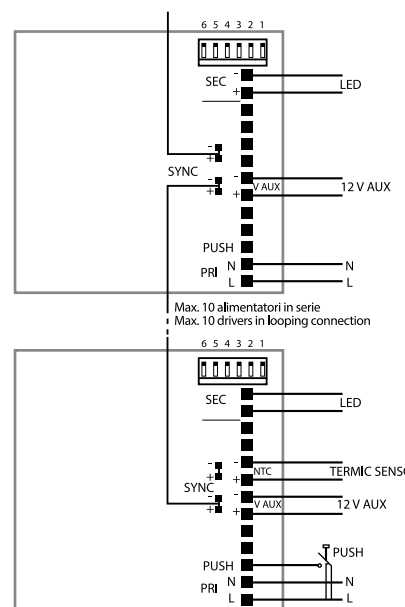 6 5 4 3 2 1
SEC - LED
+
- +
SYNC
- - 12 V AUX
+ + V AUX
PUSH
PRI N N
L L
Max. 10 alimentatori in serie
Max. 10 drivers in looping connection
6 5 4 3 2 1
SEC LED
- - NTC TERMIC SENS
+ +
SYNC
- - V AUX 12 V AUX
+ +
PUSH PUSH
PRI N N
L L